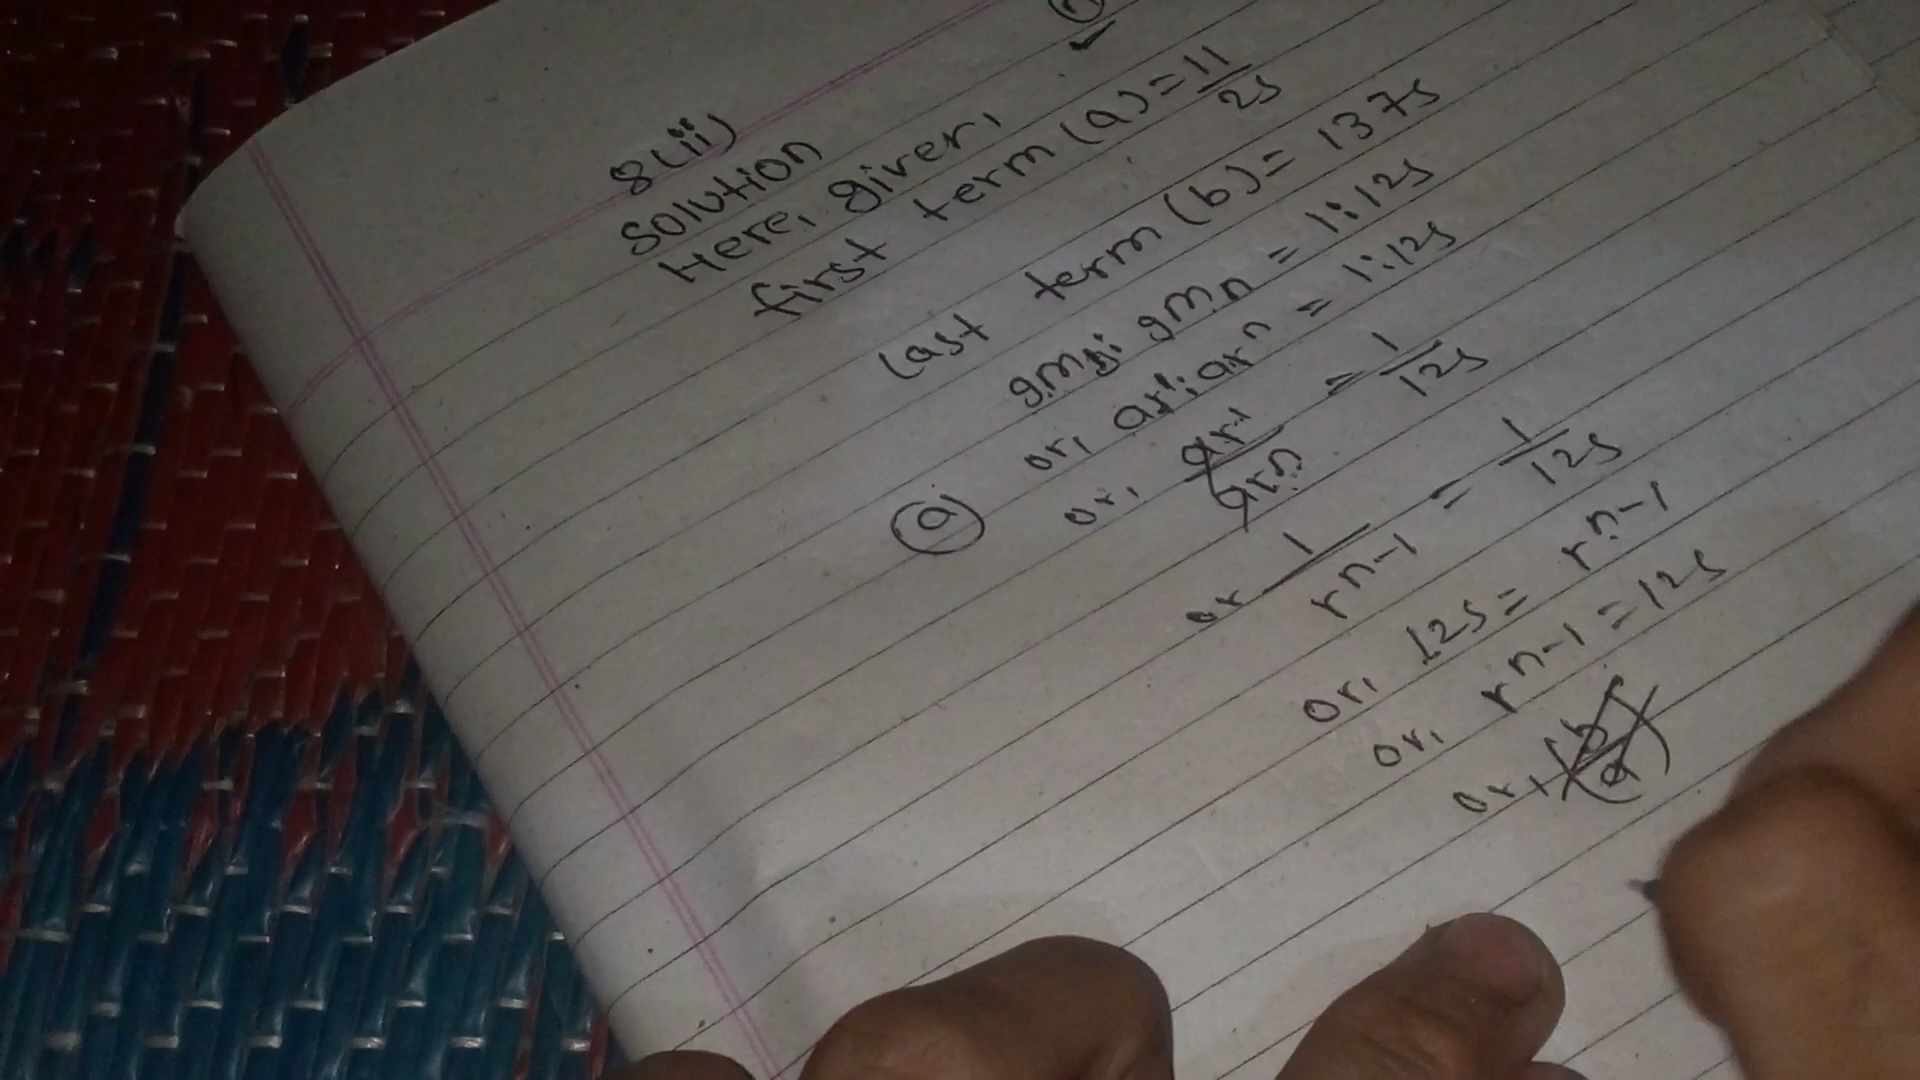 8(ii)
Solution
Here, given,
first term (a) = 11/25
last term (b) = 1375
gm1: gmn = 1:125
or, ar1: arn = 1:125
(a) or, ar1/arn = 1/125
or 1/rn-1 = 1/125
or, 125 = rn-1
or, rn-1 = 125
or,